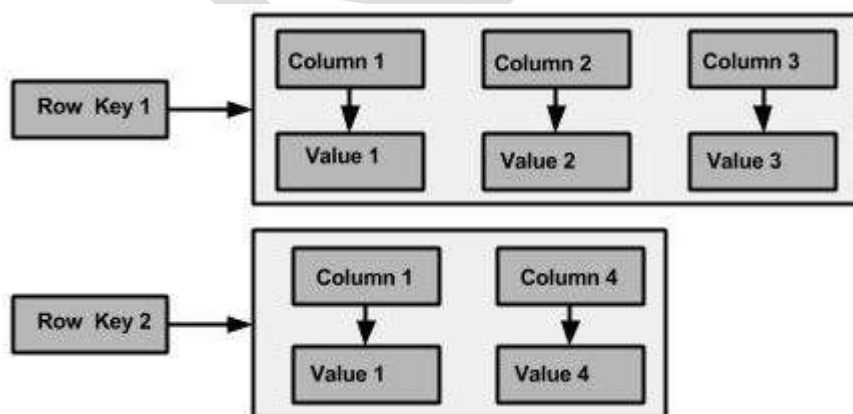 Column 1
Column 2
Column 3
Row Key 1
Value 1
Value 2
Value 3
Column 1
Column 4
Row Key 2
Value 1
Value 4